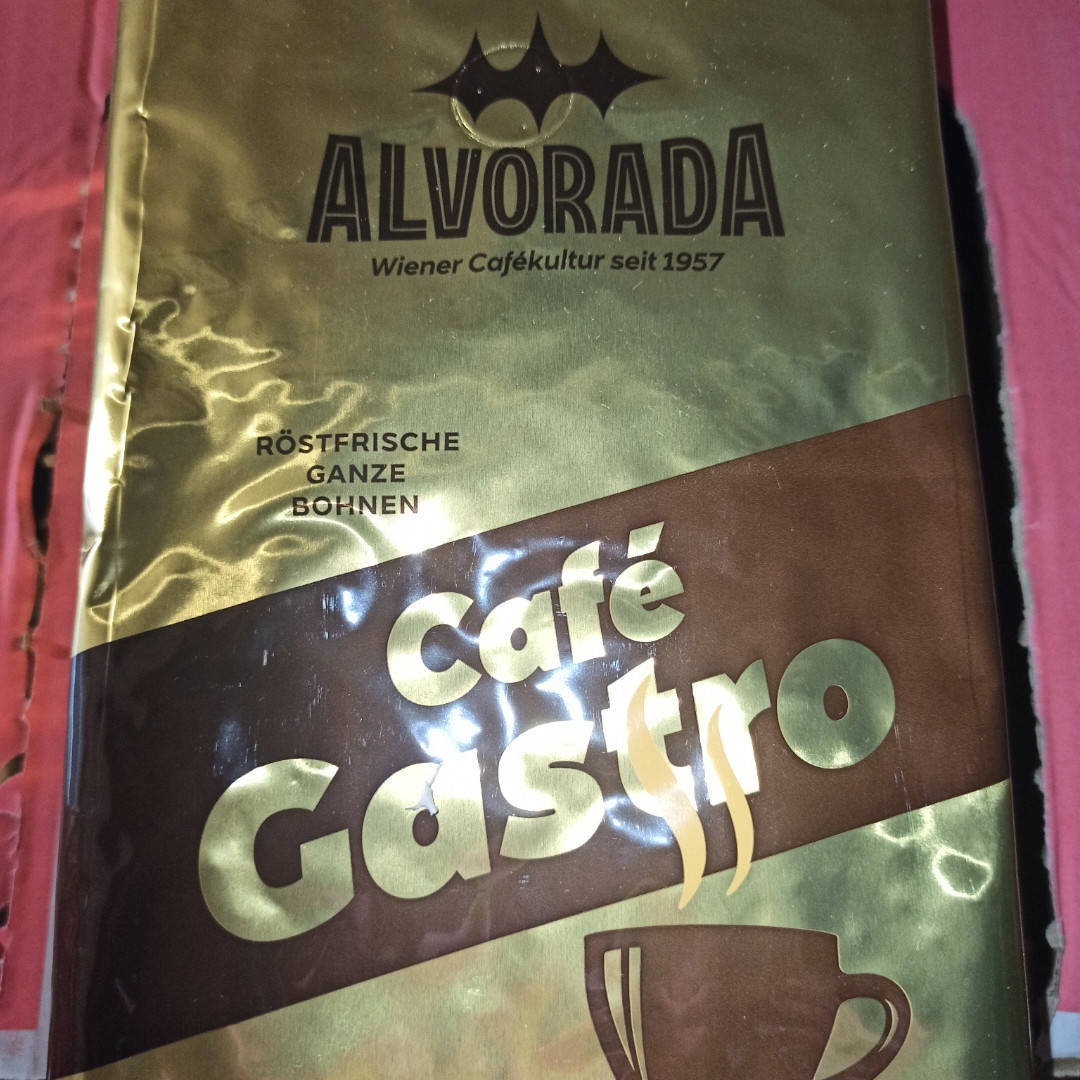 ALVORADA
Wiener Cafékultur seit 1957
RÖSTFRISCHE
GANZE
BOHNEN
Café
Gastro